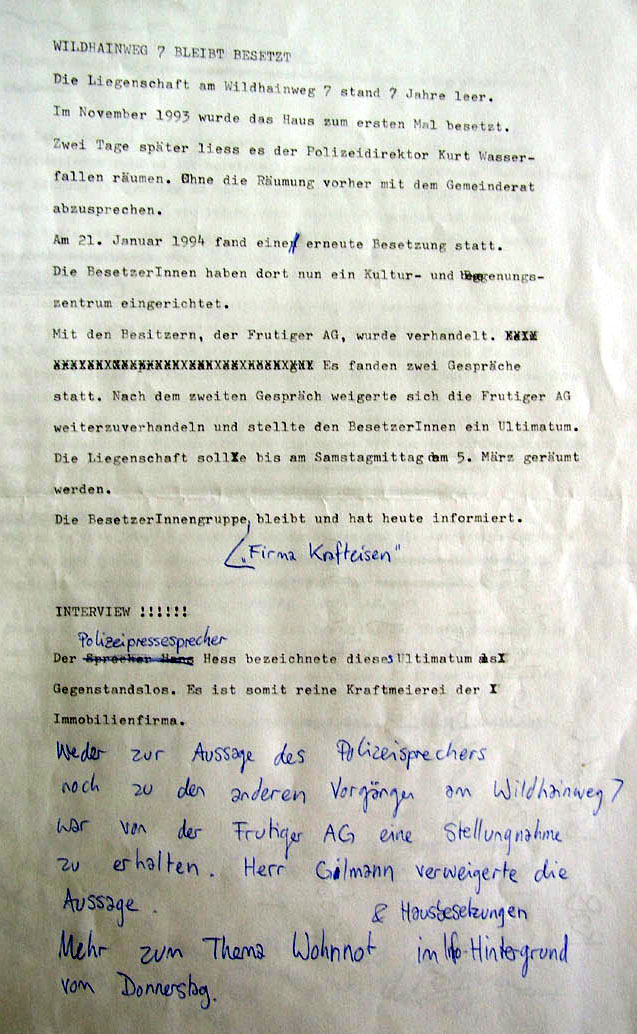 WILDHAINWEG 7 BLEIBT BESETZT
Die Liegenschaft am Wildhainweg 7 stand 7 Jahre leer.
Im November 1993 wurde das Haus zum ersten Mal besetzt.
Zwei Tage später liess es der Polizeidirektor Kurt Wasser-
fallen räumen. Ohne die Räumung vorher mit dem Gemeinderat
abzusprechen.
Am 21. Januar 1994 fand eine erneute Besetzung statt.
Die BesetzerInnen haben dort nun ein Kultur- und Begegenungs-
zentrum eingerichtet.
Mit den Besitzern, der Frutiger AG, wurde verhandelt.
Es fanden zwei Gespräche
statt. Nach dem zweiten Gespräch weigerte sich die Frutiger AG
weiterzuverhandeln und stellte den BesetzerInnen ein Ultimatum.
Die Liegenschaft solle bis am Samstagmittag dem 5. März geräumt
werden.
Die BesetzerInnengruppe, bleibt und hat heute informiert.
"Firma Krafteisen"
INTERVIEW !!!!!!
Polizeipressesprecher
Der Sprecher Hang Hess bezeichnete dieses Ultimatum als
Gegenstandslos. Es ist somit reine Kraftmeierei der
Immobilienfirma.
Weder zur Aussage des Polizeisprechers
noch zu den anderen Vorgängen am Wildhainweg 7
war von der Frutiger AG eine Stellungnahme
zu erhalten. Herr Gilmann verweigerte die
Aussage.
& Hausbesetzungen
Mehr zum Thema Wohnnot im Info-Hintergrund
vom Donnerstag.